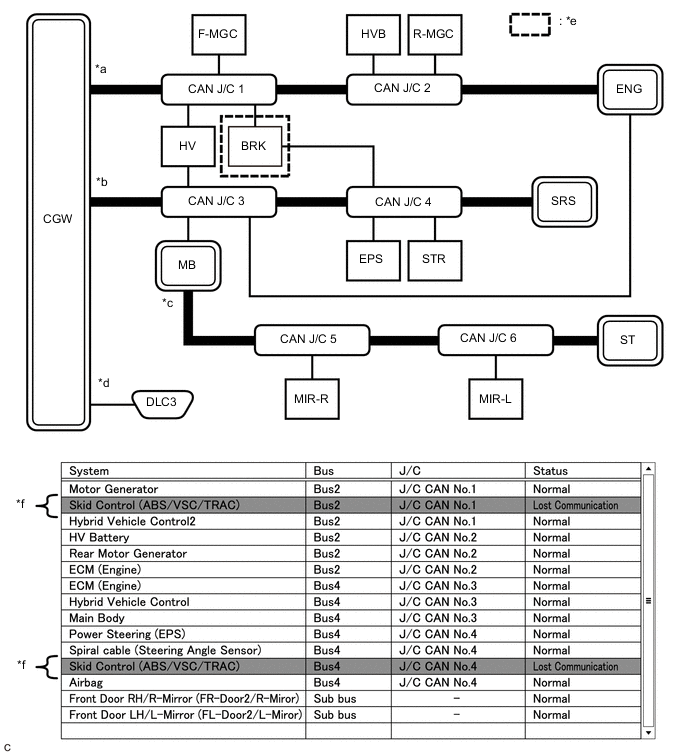 F-MGC
HVB
R-MGC
: *e
*a
CAN J/C 1
CAN J/C 2
ENG
HV
BRK
*b
CGW
CAN J/C 3
CAN J/C 4
SRS
MB
EPS
STR
*c
CAN J/C 5
CAN J/C 6
ST
*d
DLC3
MIR-R
MIR-L
System Bus J/C Status
Motor Generator Bus2 J/C CAN No.1 Normal
*f Skid Control (ABS/VSC/TRAC) Bus2 J/C CAN No.1 Lost Communication
Hybrid Vehicle Control2 Bus2 J/C CAN No.1 Normal
HV Battery Bus2 J/C CAN No.2 Normal
Rear Motor Generator Bus2 J/C CAN No.2 Normal
ECM (Engine) Bus2 J/C CAN No.2 Normal
ECM (Engine) Bus4 J/C CAN No.3 Normal
Hybrid Vehicle Control Bus4 J/C CAN No.3 Normal
Main Body Bus4 J/C CAN No.3 Normal
Power Steering (EPS) Bus4 J/C CAN No.4 Normal
Spiral cable (Steering Angle Sensor) Bus4 J/C CAN No.4 Normal
*f Skid Control (ABS/VSC/TRAC) Bus4 J/C CAN No.4 Lost Communication
Airbag Bus4 J/C CAN No.4 Normal
Front Door RH/R-Mirror (FR-Door2/R-Miror) Sub bus – Normal
Front Door LH/L-Mirror (FL-Door2/L-Miror) Sub bus – Normal
C